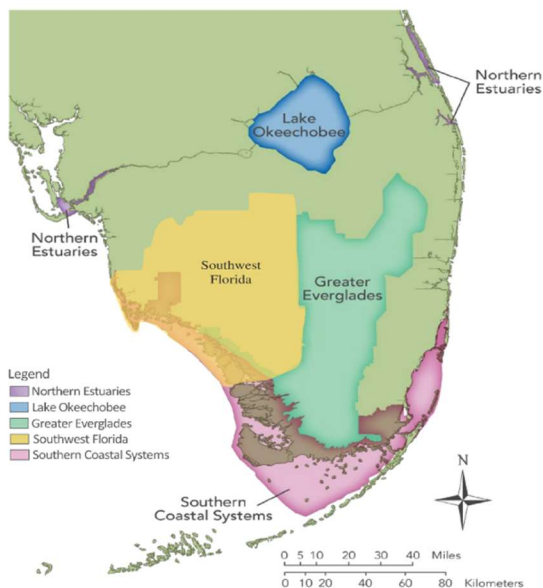 Northern
Estuaries
Lake
Okeechobee
Northern
Estuaries
Southwest
Florida
Greater
Everglades
Legend
Northern Estuaries
Lake Okeechobee
Greater Everglades
Southwest Florida
Southern Coastal Systems
Southern
Coastal Systems
N
0 5 10 20 30 40 Miles
0 10 20 40 60 80 Kilometers